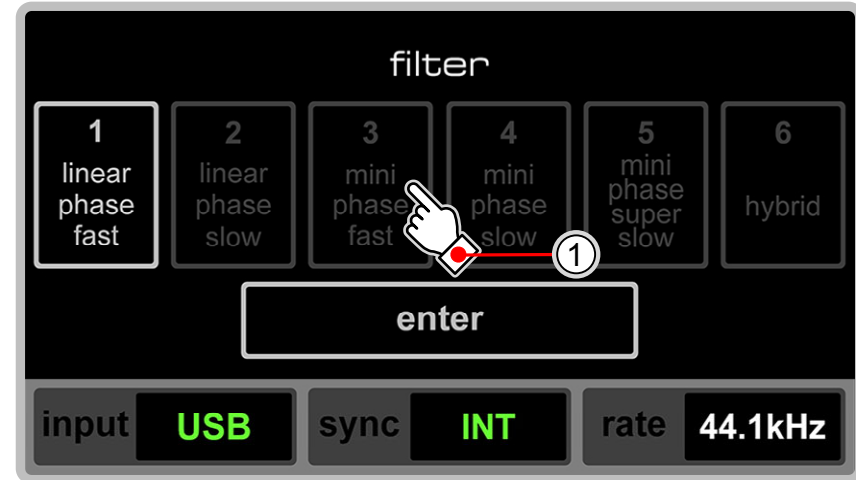 filter
1
linear
phase
fast
2
linear
phase
slow
3
mini
phase
fast
4
mini
phase
slow
5
mini
phase
super
slow
6
hybrid
1
enter
input USB sync INT rate 44.1kHz